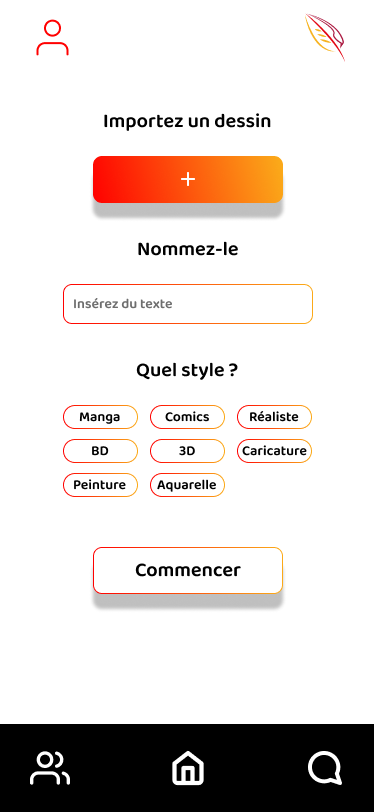 Importez un dessin
+
Nommez-le
Insérez du texte
Quel style ?
Manga Comics Réaliste
BD 3D Caricature
Peinture Aquarelle
Commencer